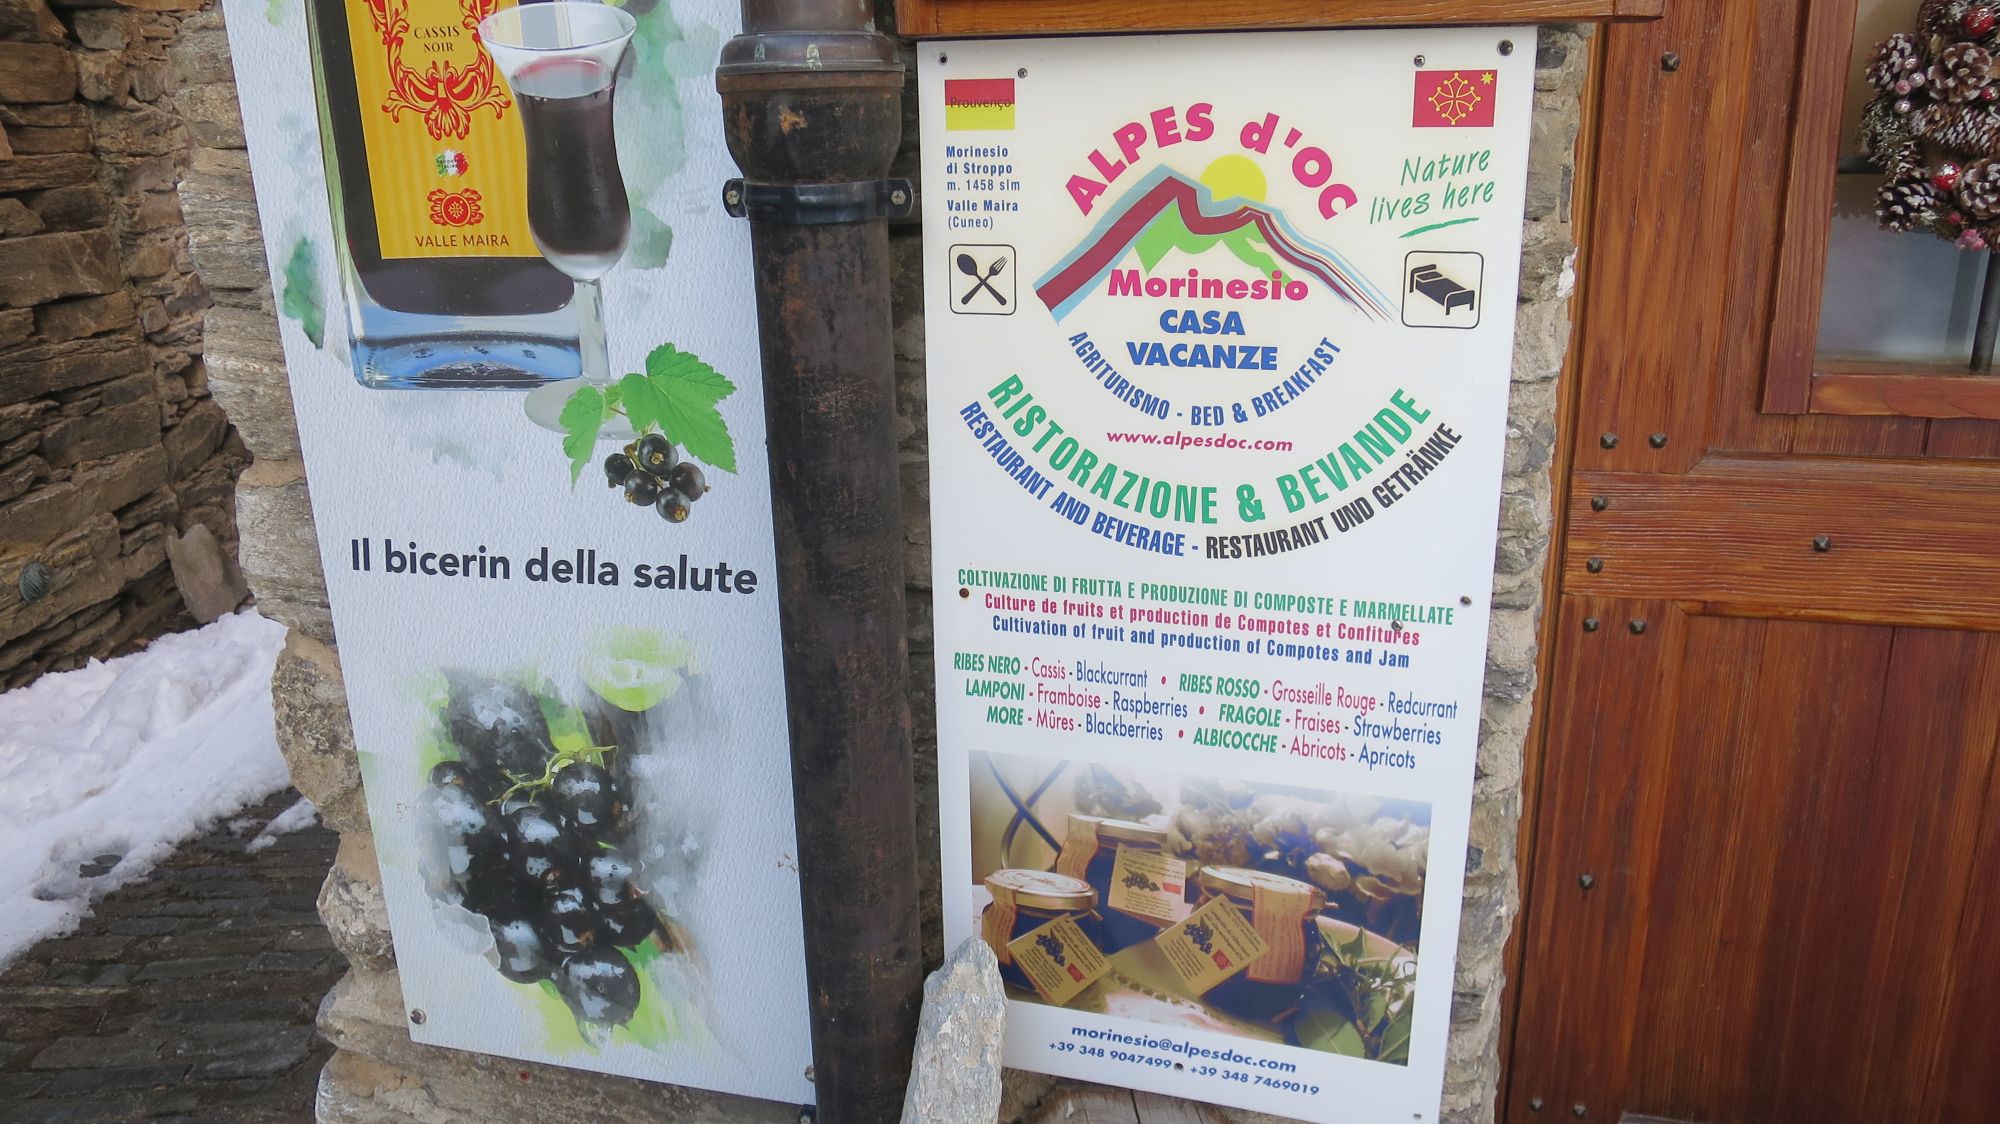 CASSIS
NOIR
VALLE MAIRA
Il bicerin della salute
Prouvenço
Morinesio
di Stroppo
m. 1458 slm
Valle Maira
(Cuneo)
ALPES d'OC
Nature
lives here
Morinesio
CASA
VACANZE
AGRITURISMO - BED & BREAKFAST
www.alpesdoc.com
RISTORAZIONE & BEVANDE
RESTAURANT AND BEVERAGE - RESTAURANT UND GETRÄNKE
COLTIVAZIONE DI FRUTTA E PRODUZIONE DI COMPOSTE E MARMELLATE
Culture de fruits et production de Compotes et Confitures
Cultivation of fruit and production of Compotes and Jam
RIBES NERO - Cassis - Blackcurrant • RIBES ROSSO - Grosseille Rouge - Redcurrant
LAMPONI - Framboise - Raspberries • FRAGOLE - Fraises - Strawberries
MORE - Mûres - Blackberries • ALBICOCCHE - Abricots - Apricots
morinesio@alpesdoc.com
+39 348 9047499 • +39 348 7469019